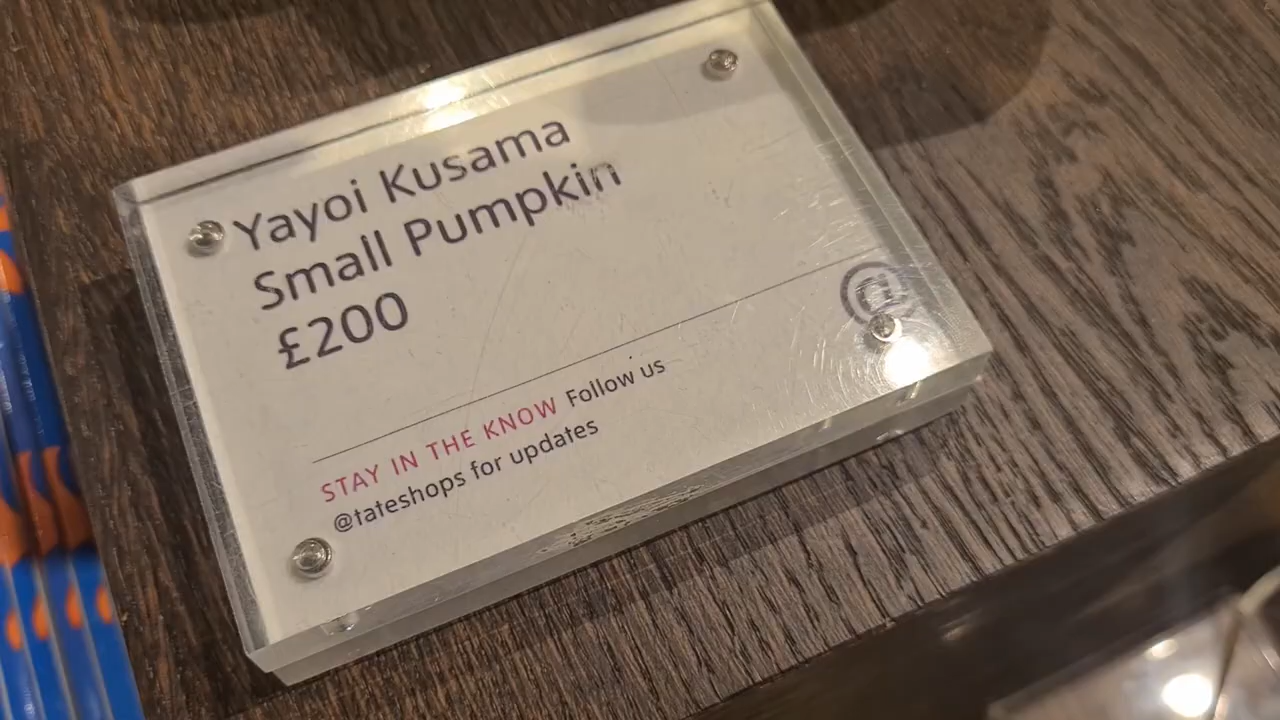 Yayoi Kusama
Small Pumpkin
£200
STAY IN THE KNOW Follow us
@tateshops for updates
@